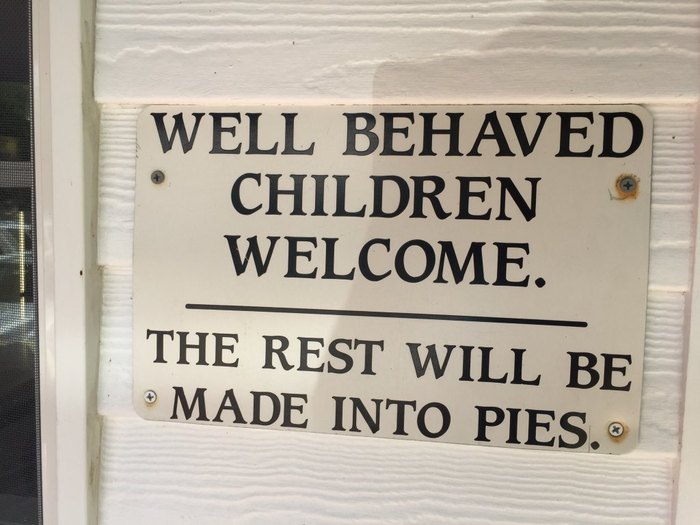 WELL BEHAVED
CHILDREN
WELCOME.
THE REST WILL BE
MADE INTO PIES.